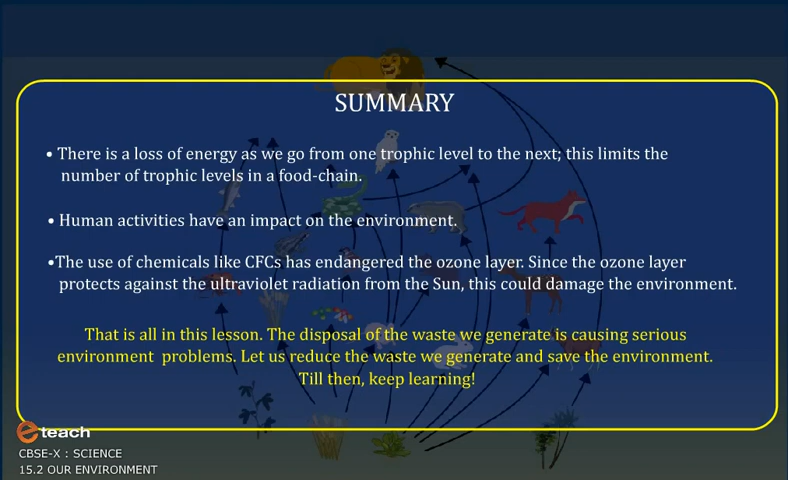 SUMMARY
• There is a loss of energy as we go from one trophic level to the next; this limits the
number of trophic levels in a food-chain.
• Human activities have an impact on the environment.
•The use of chemicals like CFCs has endangered the ozone layer. Since the ozone layer
protects against the ultraviolet radiation from the Sun, this could damage the environment.
That is all in this lesson. The disposal of the waste we generate is causing serious
environment problems. Let us reduce the waste we generate and save the environment.
Till then, keep learning!
eteach
CBSE-X : SCIENCE
15.2 OUR ENVIRONMENT